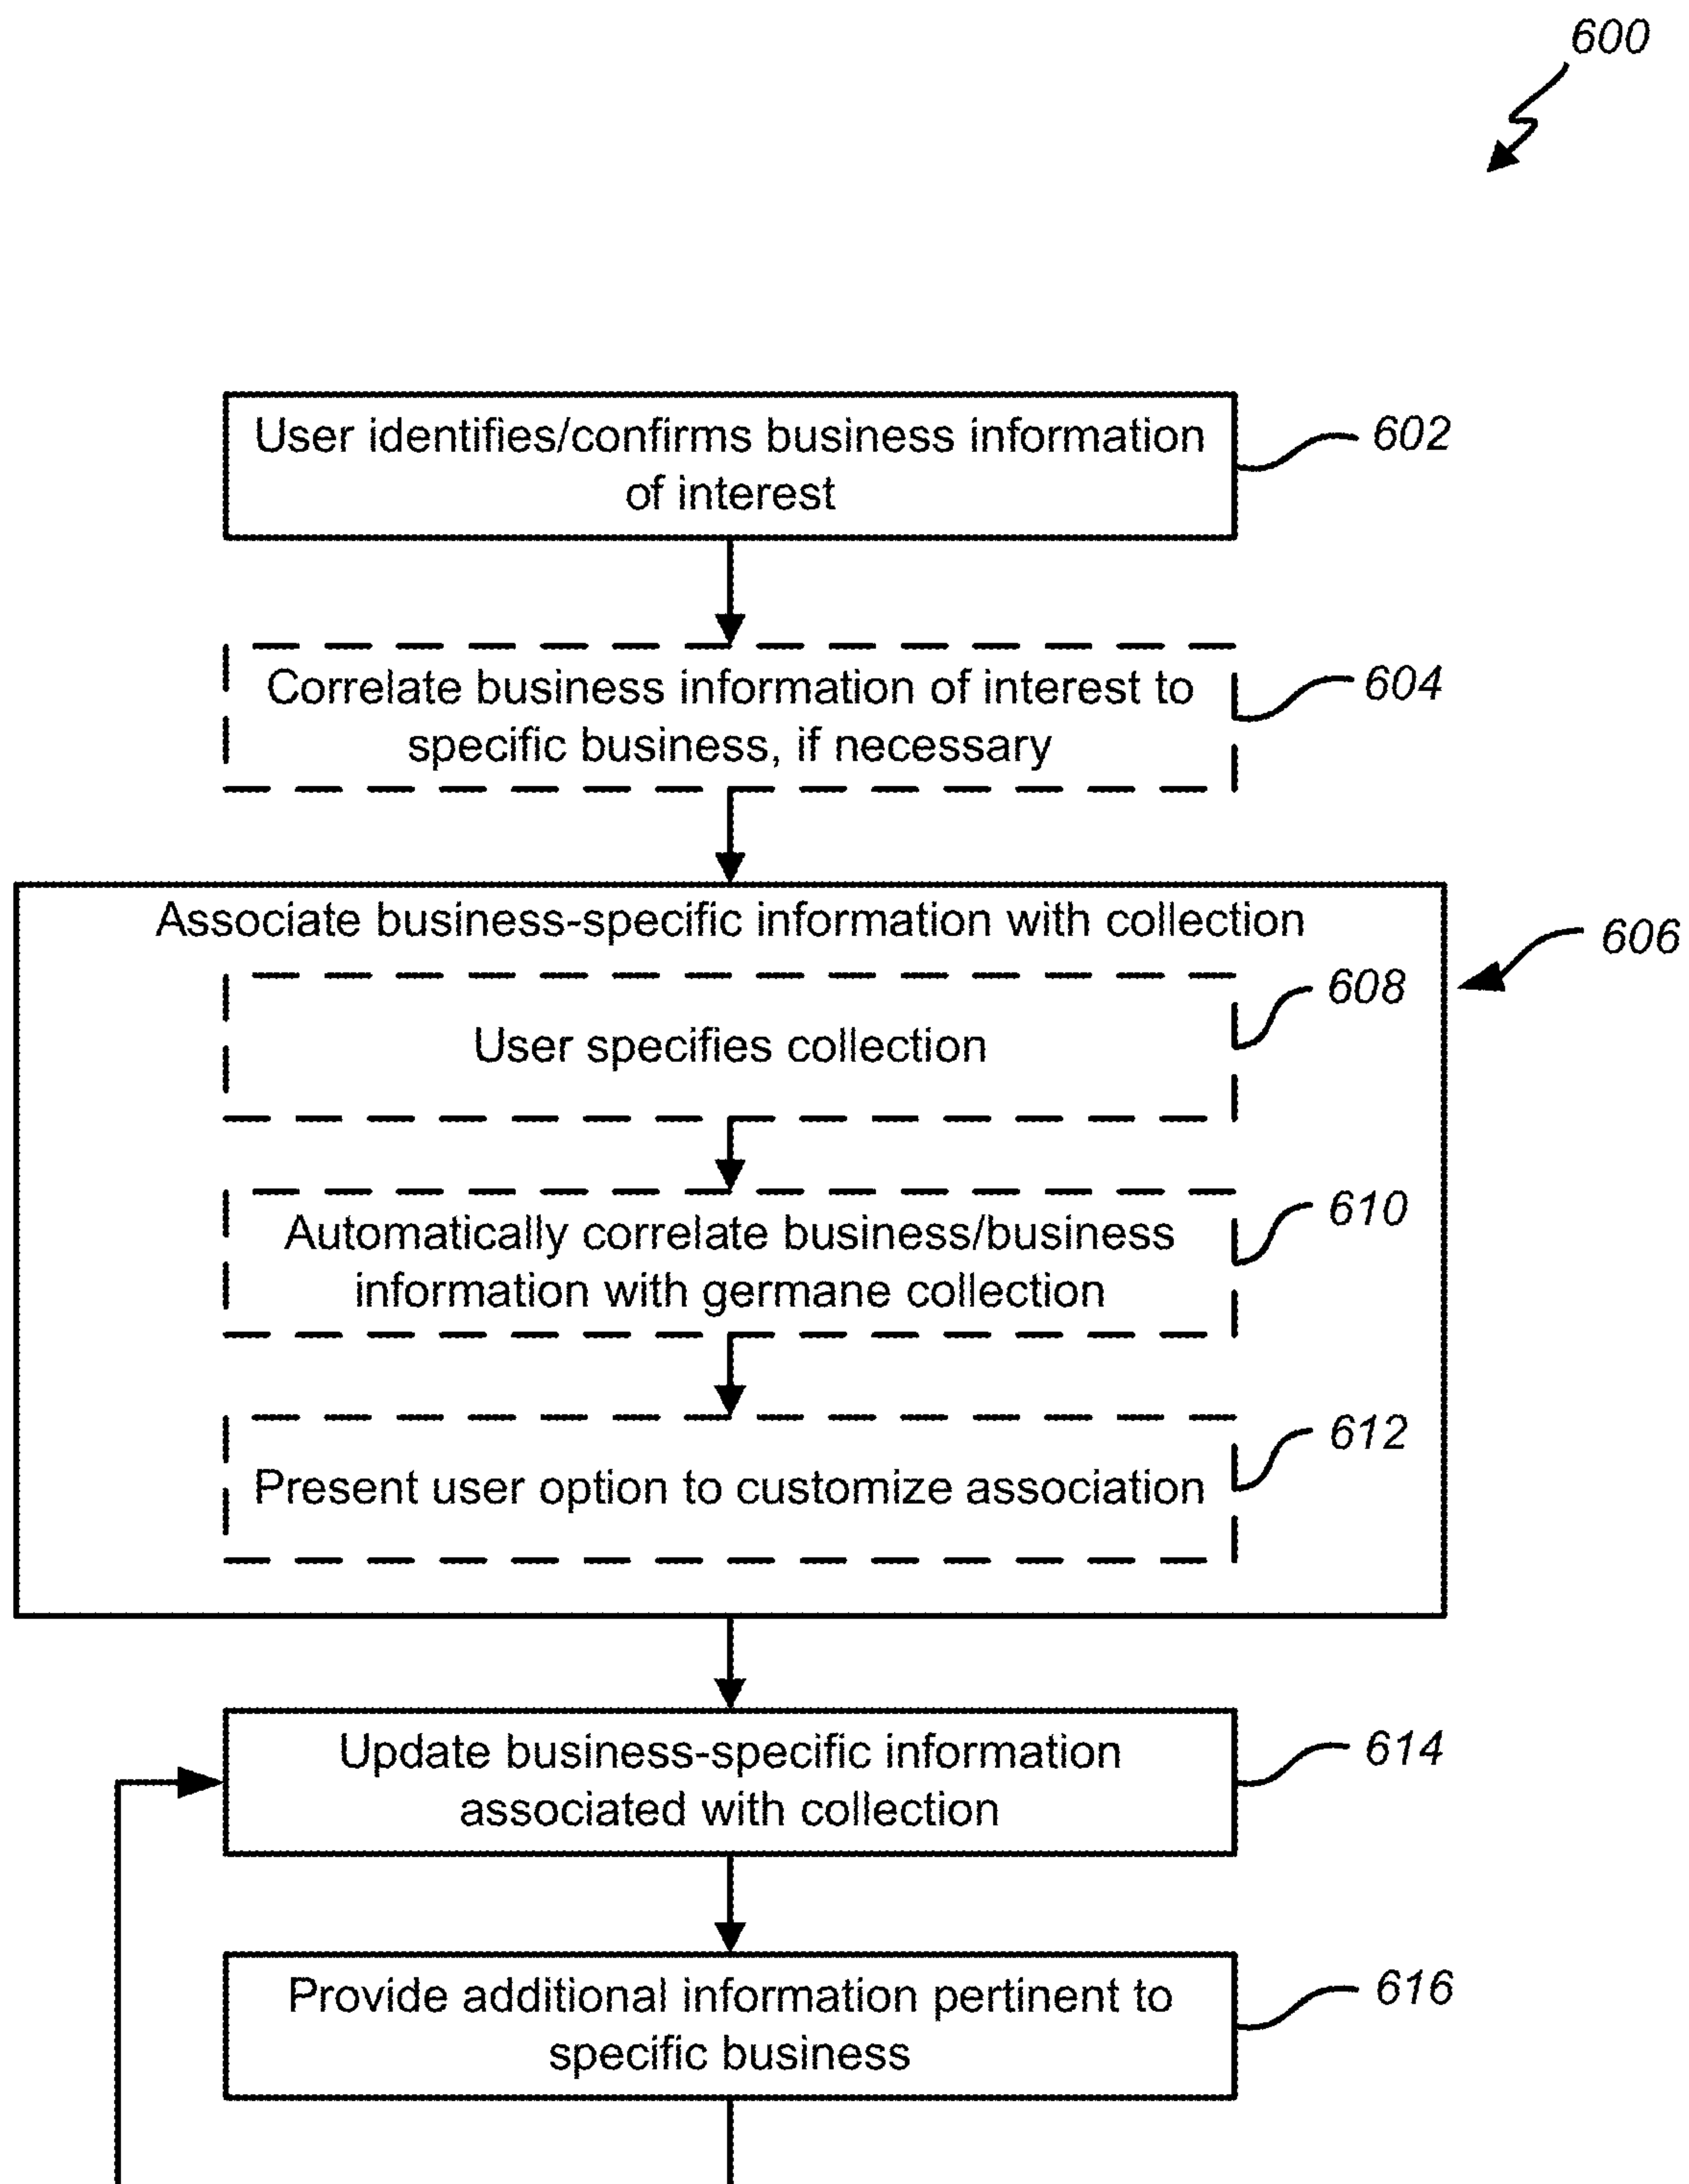 600
User identifies/confirms business information
of interest
602
Correlate business information of interest to
specific business, if necessary
604
Associate business-specific information with collection
606
User specifies collection
608
Automatically correlate business/business
information with germane collection
610
Present user option to customize association
612
Update business-specific information
associated with collection
614
Provide additional information pertinent to
specific business
616